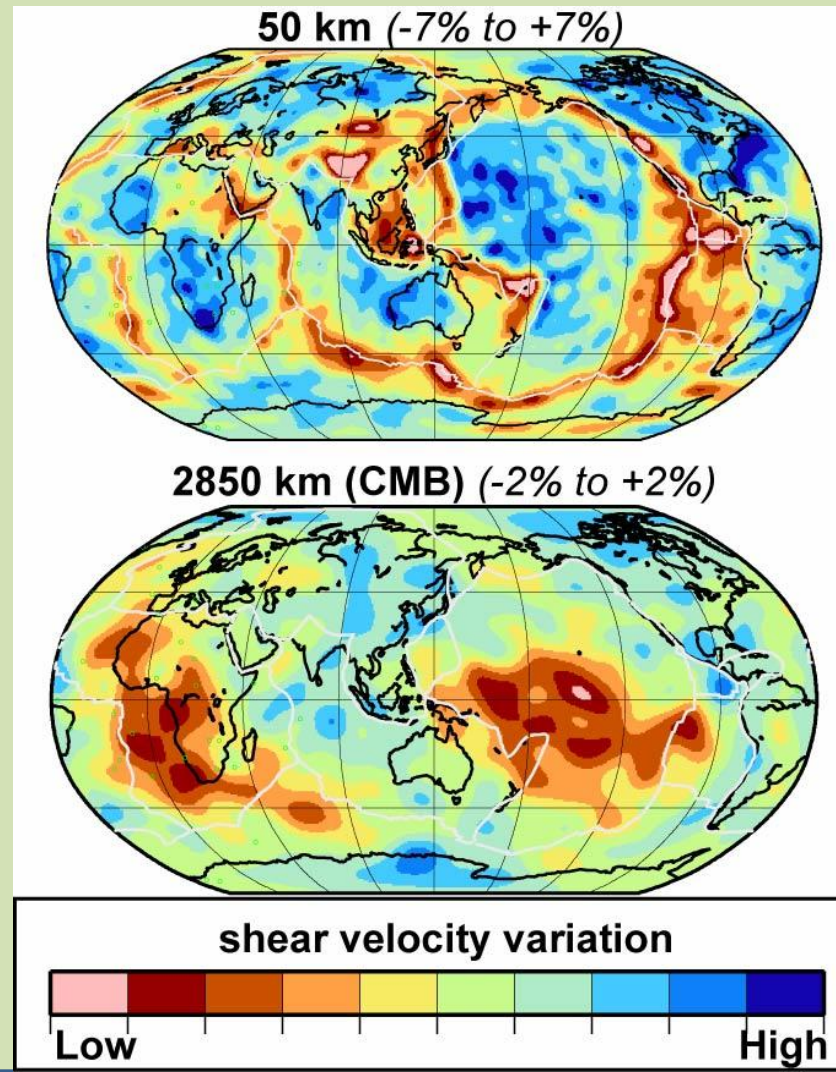 50 km (-7% to +7%)
2850 km (CMB) (-2% to +2%)
shear velocity variation
Low High